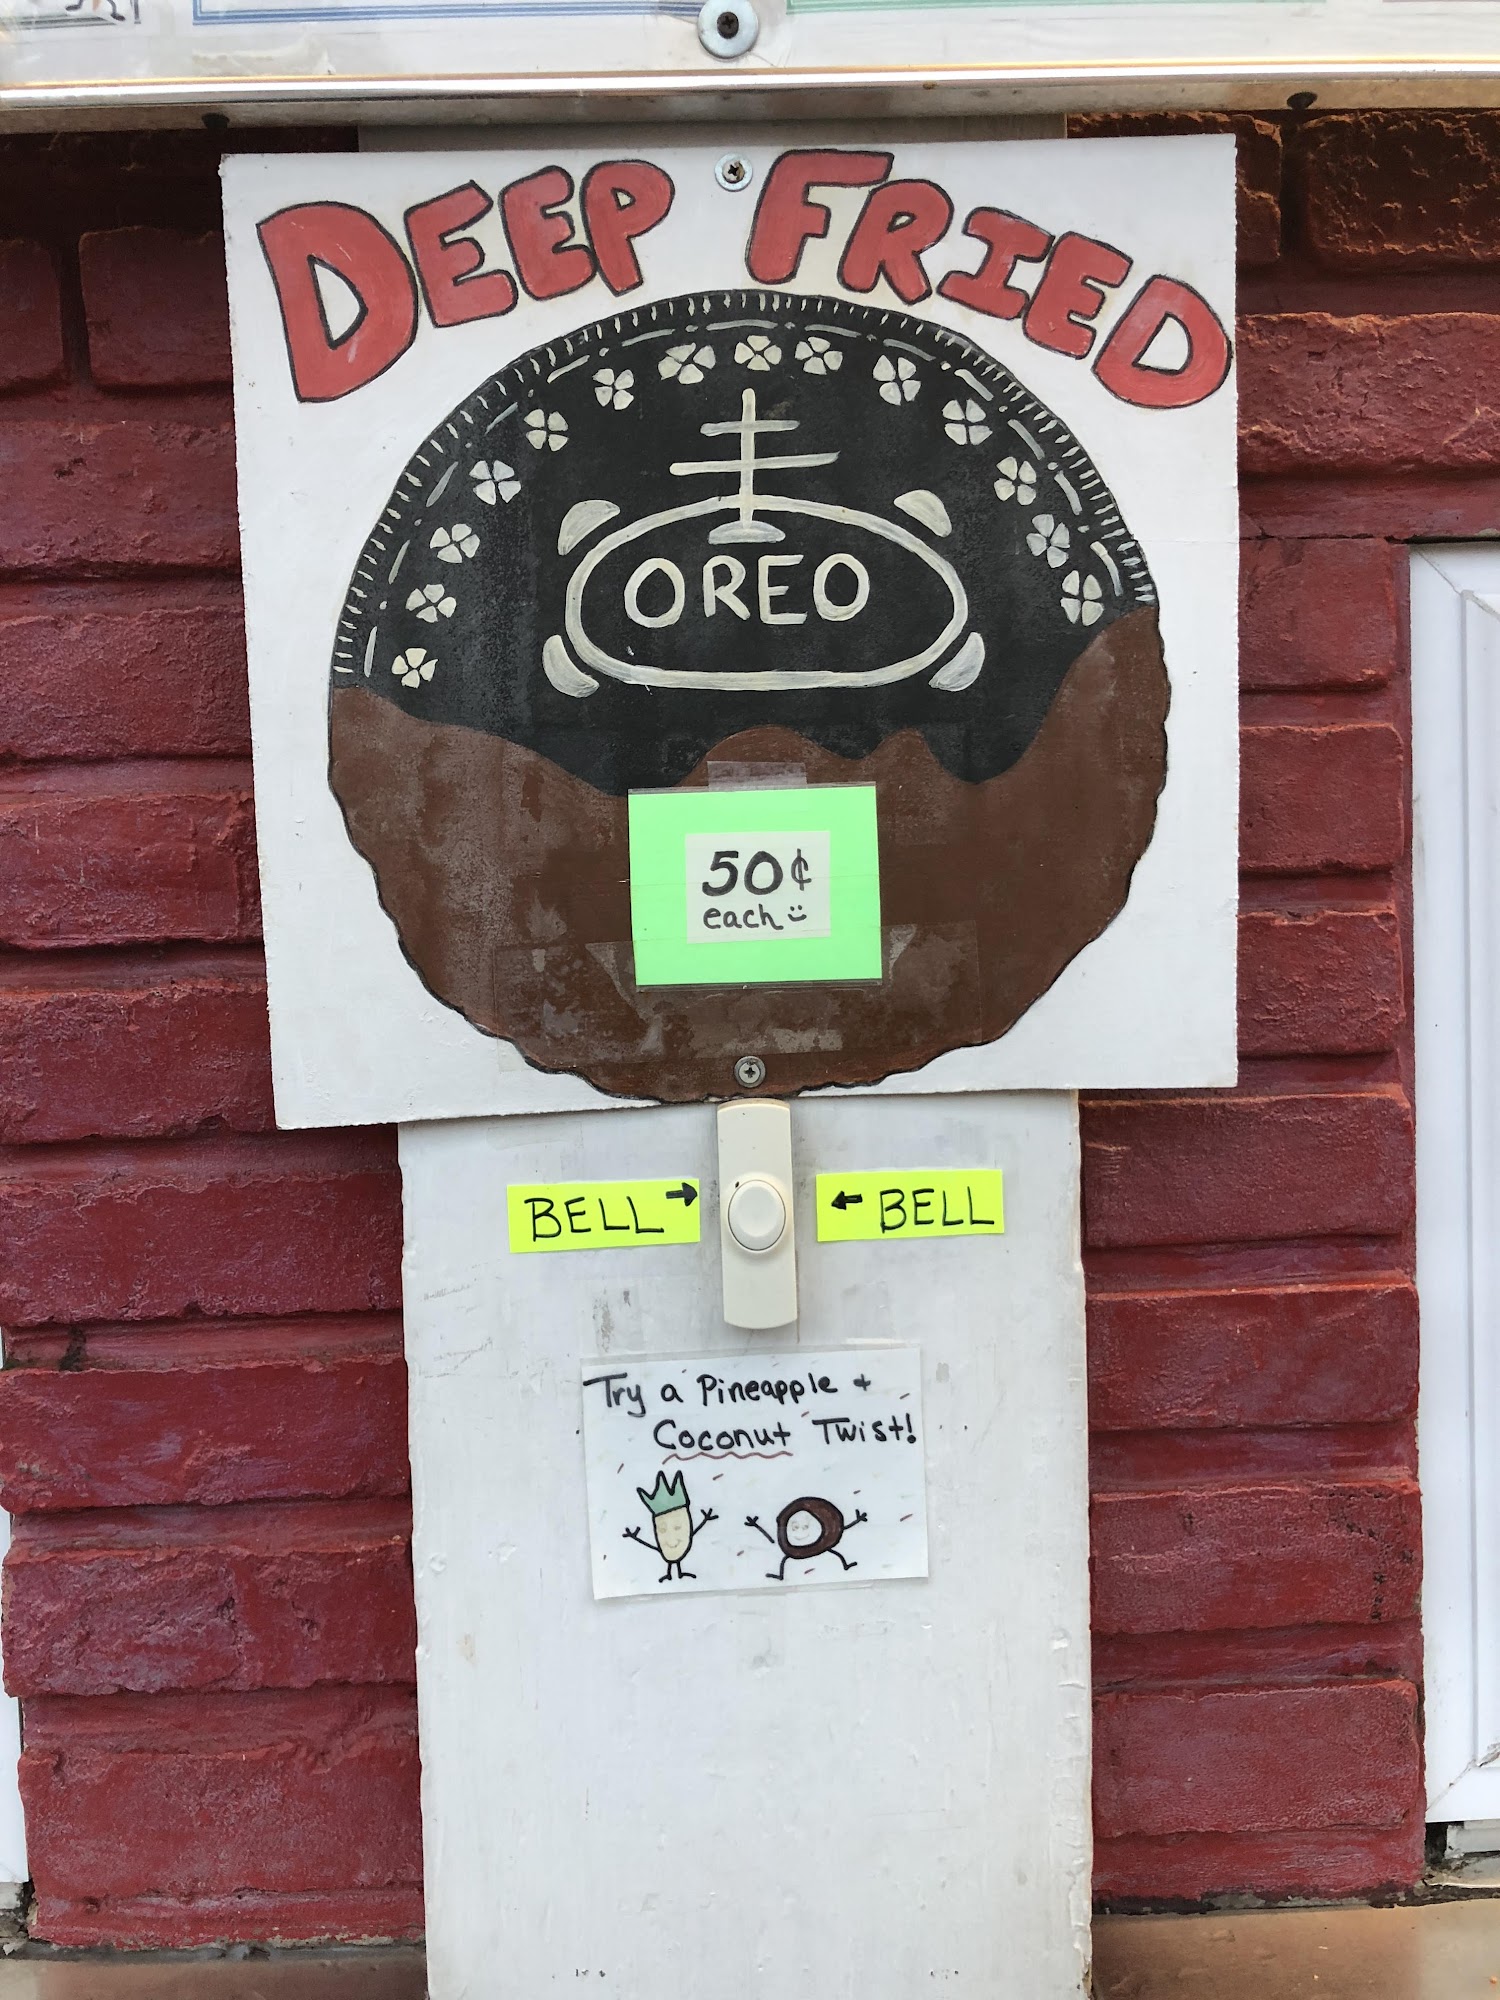 DEEP FRIED
OREO
50¢
each
BELL → ← BELL
Try a Pineapple +
Coconut Twist!